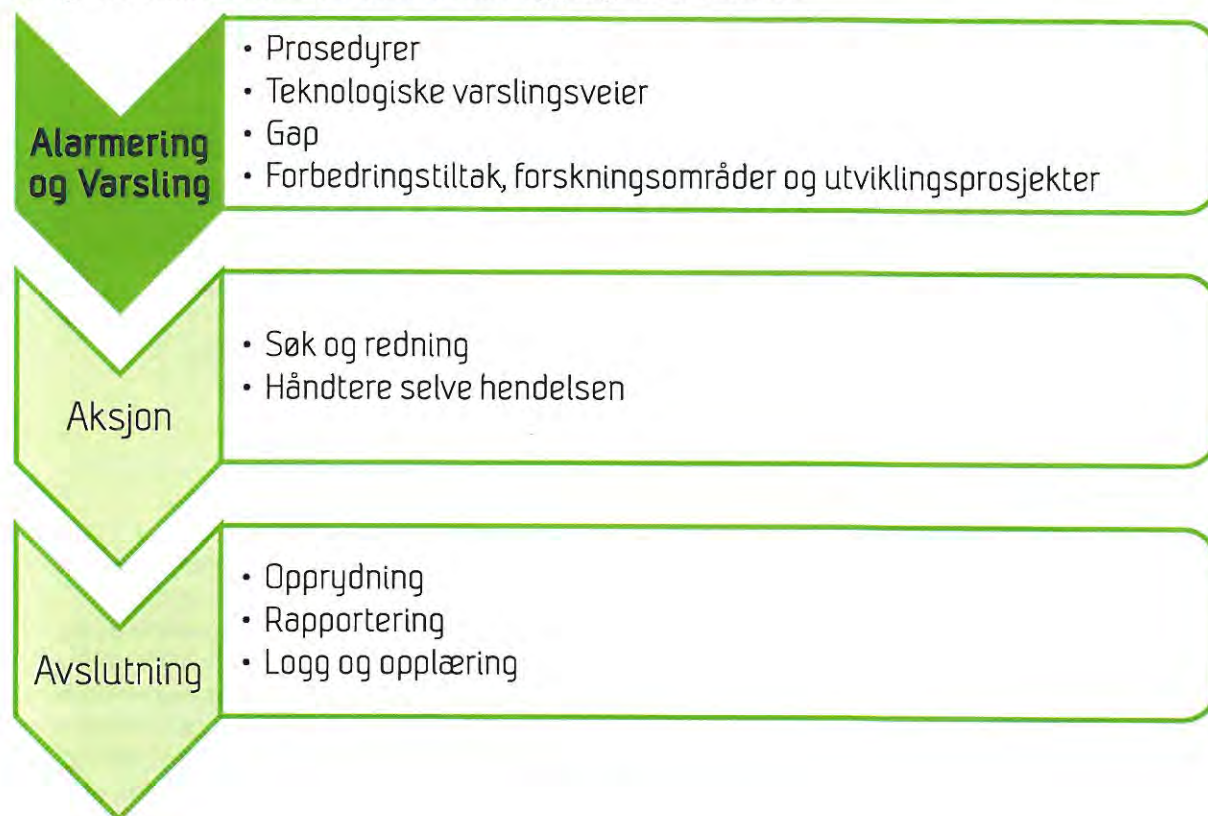 Alarmering
og Varsling
• Prosedyrer
• Teknologiske varslingsveier
• Gap
• Forbedringstiltak, forskningsområder og utviklingsprosjekter
Aksjon
• Søk og redning
• Håndtere selve hendelsen
Avslutning
• Opprydning
• Rapportering
• Logg og opplæring